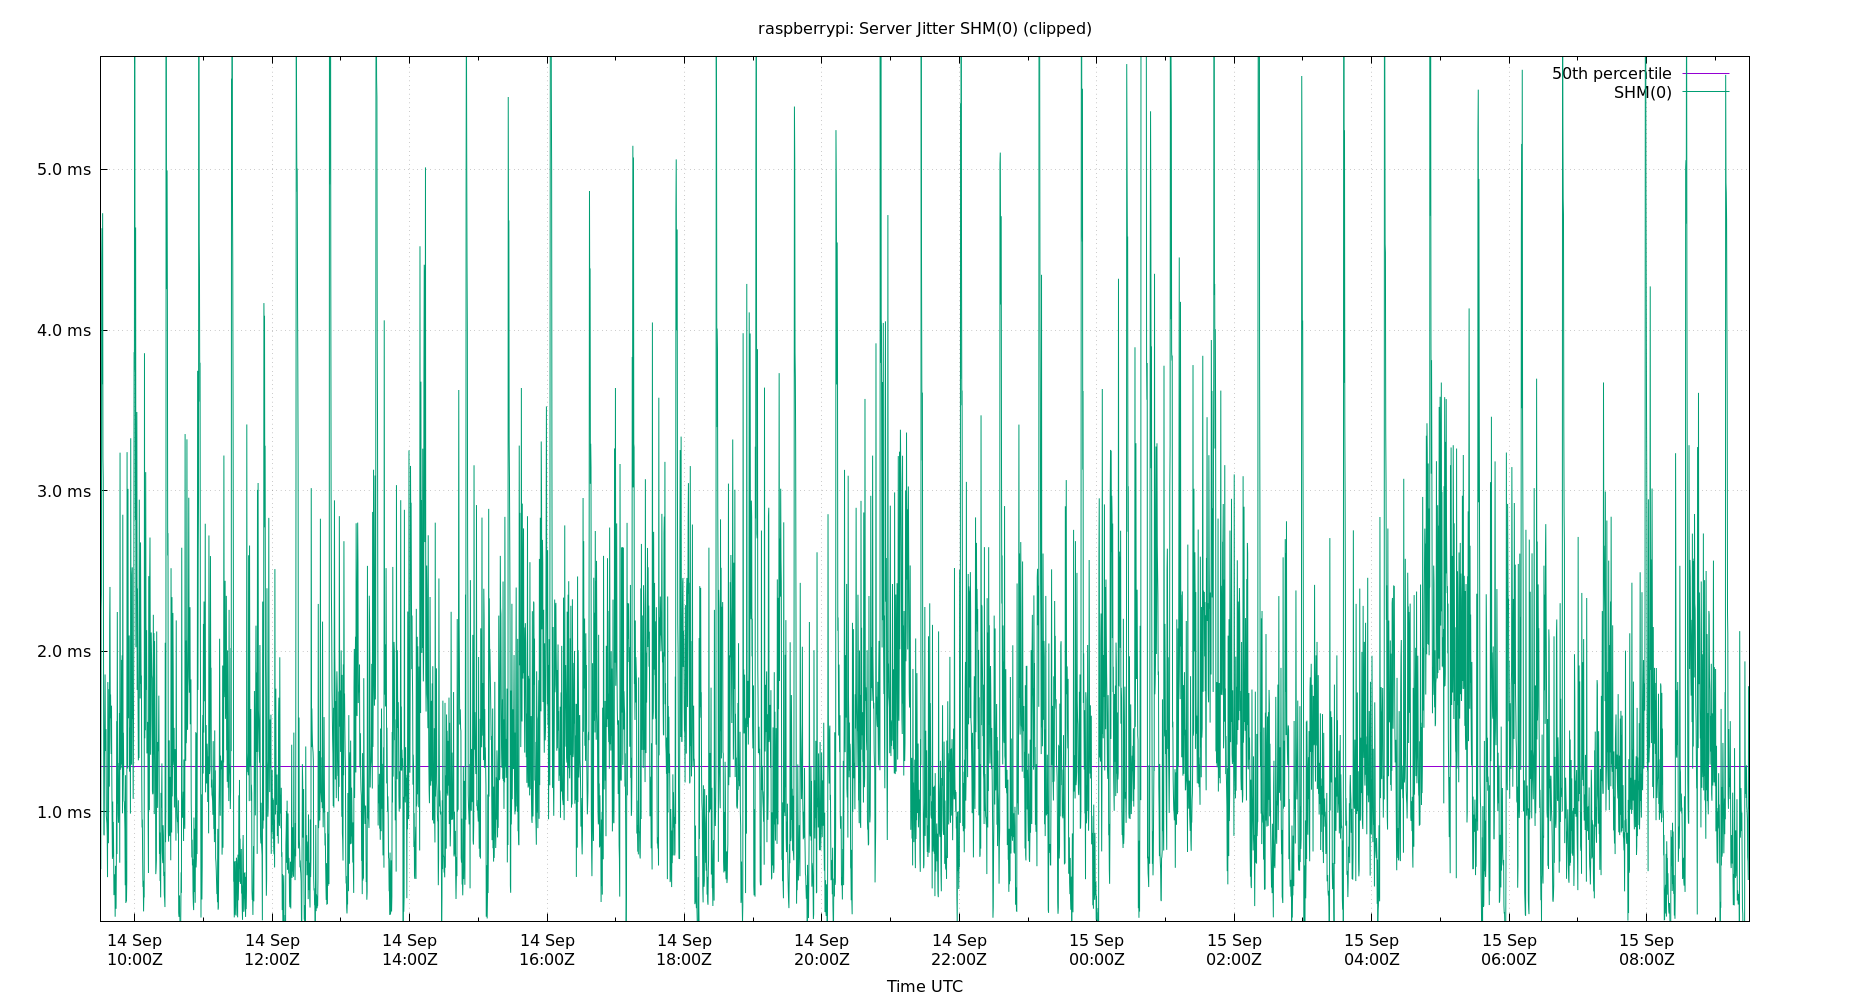 raspberrypi: Server Jitter SHM(0) (clipped)
50th percentile
SHM(0)
5.0 ms
4.0 ms
3.0 ms
2.0 ms
1.0 ms
14 Sep 14 Sep 14 Sep 14 Sep 14 Sep 14 Sep 14 Sep 15 Sep 15 Sep 15 Sep 15 Sep 15 Sep
10:00Z 12:00Z 14:00Z 16:00Z 18:00Z 20:00Z 22:00Z 00:00Z 02:00Z 04:00Z 06:00Z 08:00Z
Time UTC